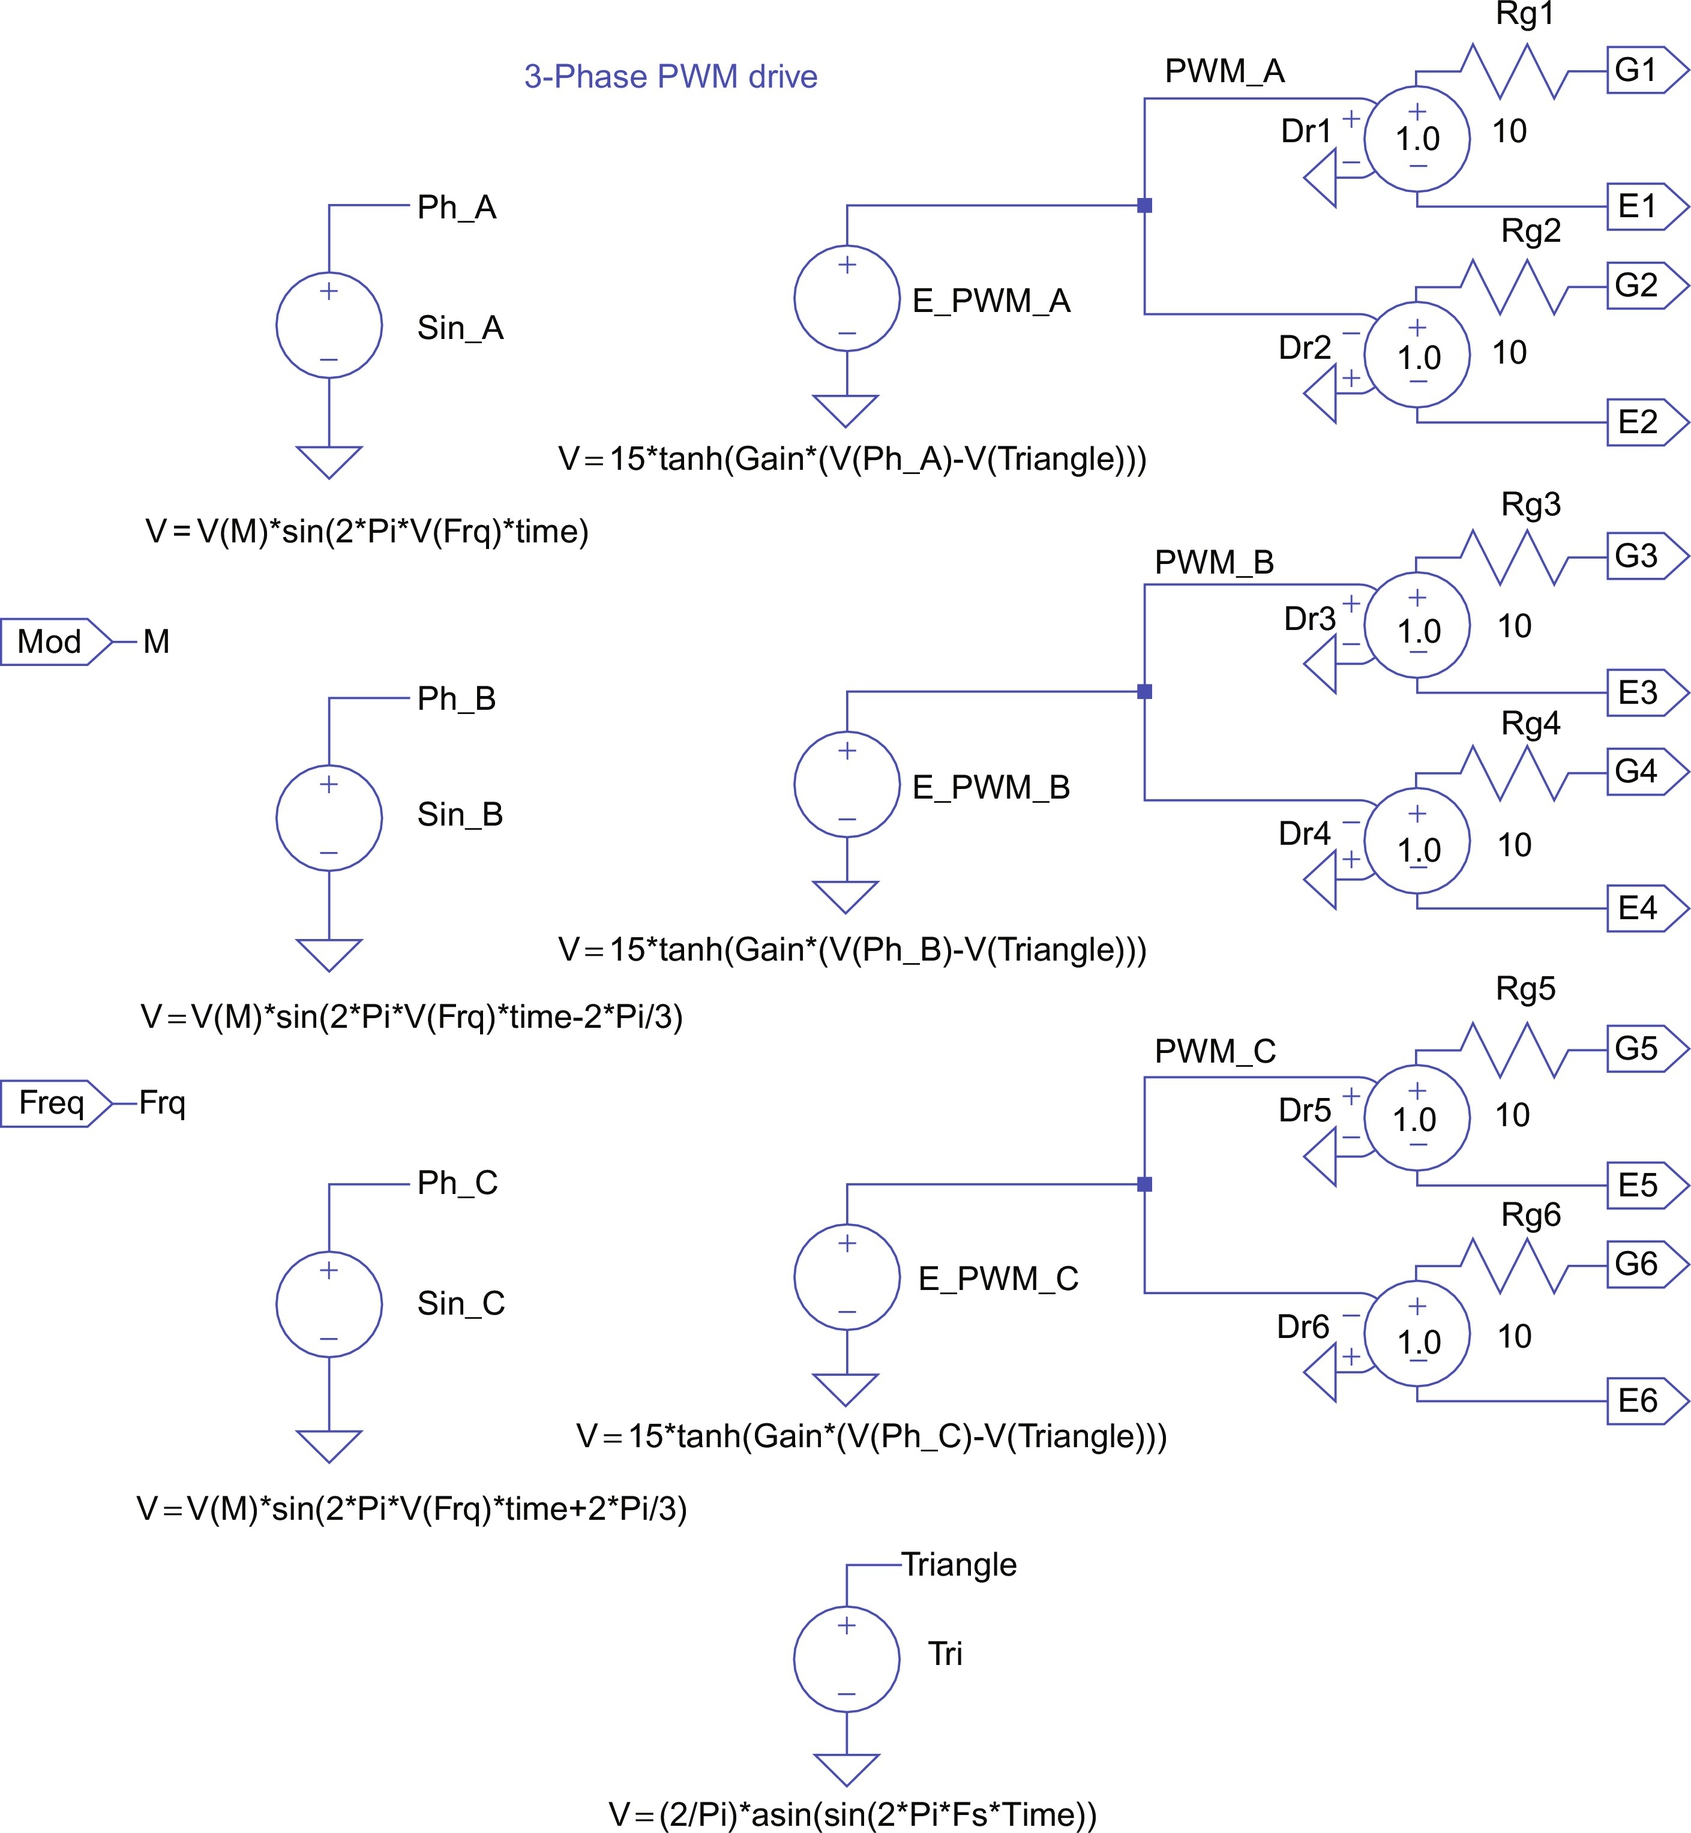 3-Phase PWM drive
Rg1
PWM_A
G1
Dr1 + − + 1.0 − 10
Ph_A
E1
Rg2
+
Sin_A
−
+
E_PWM_A
−
G2
Dr2 − + + 1.0 − 10
E2
V=15*tanh(Gain*(V(Ph_A)-V(Triangle)))
V=V(M)*sin(2*Pi*V(Frq)*time)
Rg3
PWM_B
G3
Dr3 + − + 1.0 − 10
Mod M
Ph_B
E3
Rg4
+
Sin_B
−
+
E_PWM_B
−
G4
Dr4 − + + 1.0 − 10
E4
V=15*tanh(Gain*(V(Ph_B)-V(Triangle)))
V=V(M)*sin(2*Pi*V(Frq)*time-2*Pi/3)
Rg5
PWM_C
G5
Freq Frq
Dr5 + − + 1.0 − 10
Ph_C
E5
Rg6
+
Sin_C
−
+
E_PWM_C
−
G6
Dr6 − + + 1.0 − 10
E6
V=15*tanh(Gain*(V(Ph_C)-V(Triangle)))
V=V(M)*sin(2*Pi*V(Frq)*time+2*Pi/3)
Triangle
+
Tri
−
V=(2/Pi)*asin(sin(2*Pi*Fs*Time))